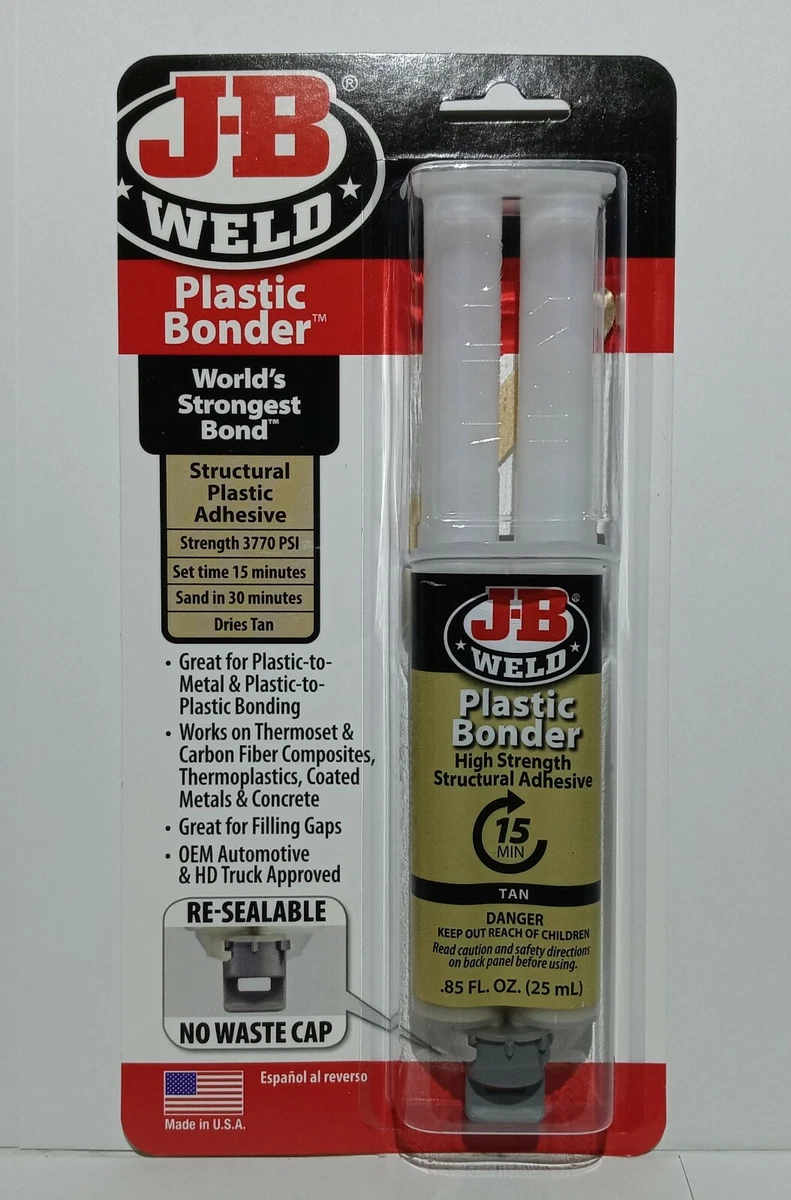 J-B®
WELD
Plastic
Bonder™
World's
Strongest
Bond™
Structural
Plastic
Adhesive
Strength 3770 PSI
Set time 15 minutes
Sand in 30 minutes
Dries Tan
• Great for Plastic-to-
Metal & Plastic-to-
Plastic Bonding
• Works on Thermoset &
Carbon Fiber Composites,
Thermoplastics, Coated
Metals & Concrete
• Great for Filling Gaps
• OEM Automotive
& HD Truck Approved
RE-SEALABLE
NO WASTE CAP
Español al reverso
Made in U.S.A.
J-B®
WELD
Plastic
Bonder
High Strength
Structural Adhesive
15
MIN
TAN
DANGER
KEEP OUT REACH OF CHILDREN
Read caution and safety directions
on back panel before using.
.85 FL. OZ. (25 mL)